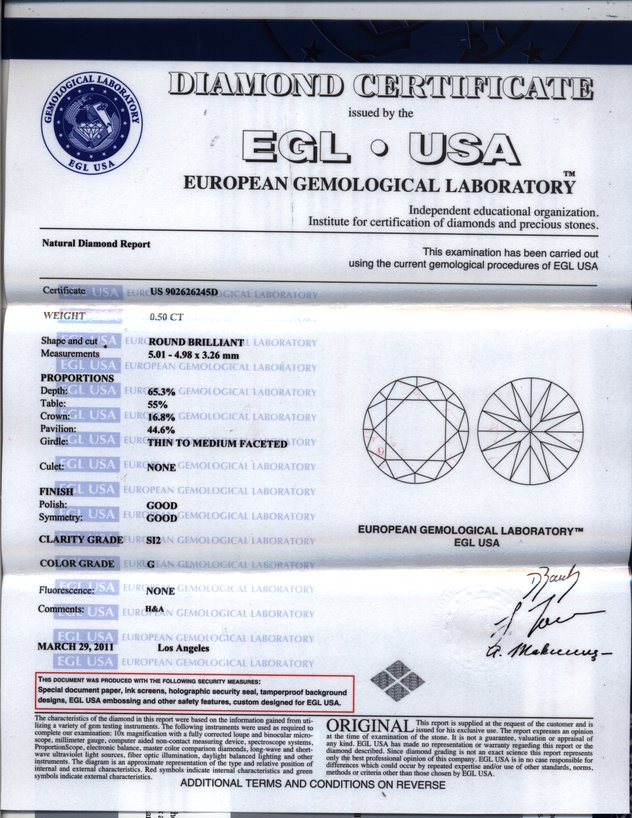 GEMOLOGICAL LABORATORY
EGL USA
DIAMOND CERTIFICATE
issued by the
EGL • USA
EUROPEAN GEMOLOGICAL LABORATORY™
Independent educational organization.
Institute for certification of diamonds and precious stones.
Natural Diamond Report
This examination has been carried out
using the current gemological procedures of EGL USA
Certificate US 902626245D
WEIGHT 0.50 CT
Shape and cut ROUND BRILLIANT
Measurements 5.01 - 4.98 x 3.26 mm
PROPORTIONS
Depth: 65.3%
Table: 55%
Crown: 16.8%
Pavilion: 44.6%
Girdle: THIN TO MEDIUM FACETED
Culet: NONE
FINISH
Polish: GOOD
Symmetry: GOOD
CLARITY GRADE SI2
COLOR GRADE G
Fluorescence: NONE
Comments: H&A
MARCH 29, 2011 Los Angeles
EUROPEAN GEMOLOGICAL LABORATORY™
EGL USA
THIS DOCUMENT WAS PRODUCED WITH THE FOLLOWING SECURITY MEASURES:
Special document paper, ink screens, holographic security seal, tamperproof background
designs, EGL USA embossing and other safety features, custom designed for EGL USA.
The characteristics of the diamond in this report were based on the information gained from uti-
lizing a variety of gem testing instruments. The following instruments were used as required to
complete our examination: 10x magnification with a fully corrected loupe and binocular micro-
scope, millimeter gauge, computer aided non-contact measuring device, spectroscope systems,
ProportionScope, electronic balance, master color comparison diamonds, long-wave and short-
wave ultraviolet light sources, fiber optic illumination, daylight balanced lighting and other
instruments. The diagram is an approximate representation of the type and relative position of
internal and external characteristics. Red symbols indicate internal characteristics and green
symbols indicate external characteristics.
ORIGINAL This report is supplied at the request of the customer and is
issued for his exclusive use. The report expresses an opinion
at the time of examination of the stone. It is not a guarantee, valuation or appraisal of
any kind. EGL USA has made no representation or warranty regarding this report or the
diamond described. Since diamond grading is not an exact science this report represents
only the best professional opinion of this company. EGL USA is in no case responsible for
differences which could occur by repeated expertise and/or use of other standards, norms,
methods or criteria other than those chosen by EGL USA.
ADDITIONAL TERMS AND CONDITIONS ON REVERSE